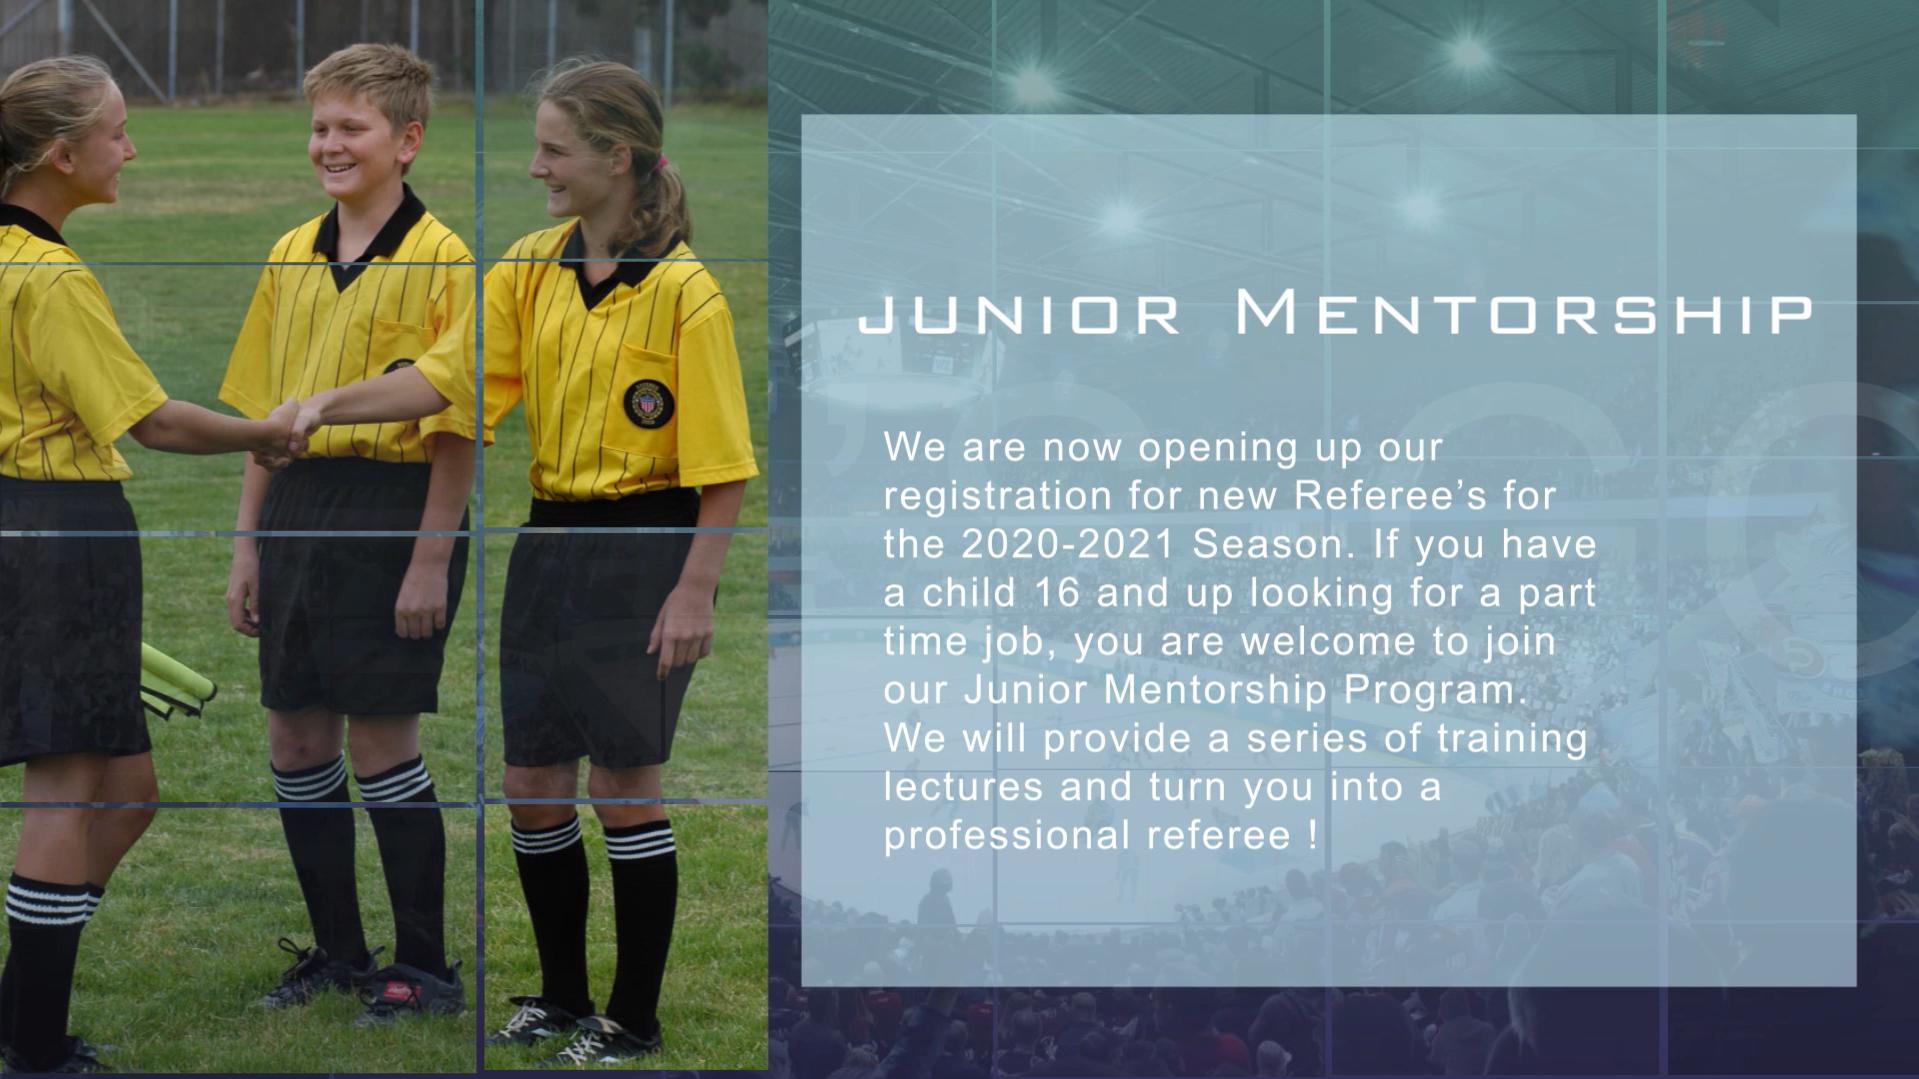 JUNIOR MENTORSHIP
We are now opening up our
registration for new Referee’s for
the 2020-2021 Season. If you have
a child 16 and up looking for a part
time job, you are welcome to join
our Junior Mentorship Program.
We will provide a series of training
lectures and turn you into a
professional referee !